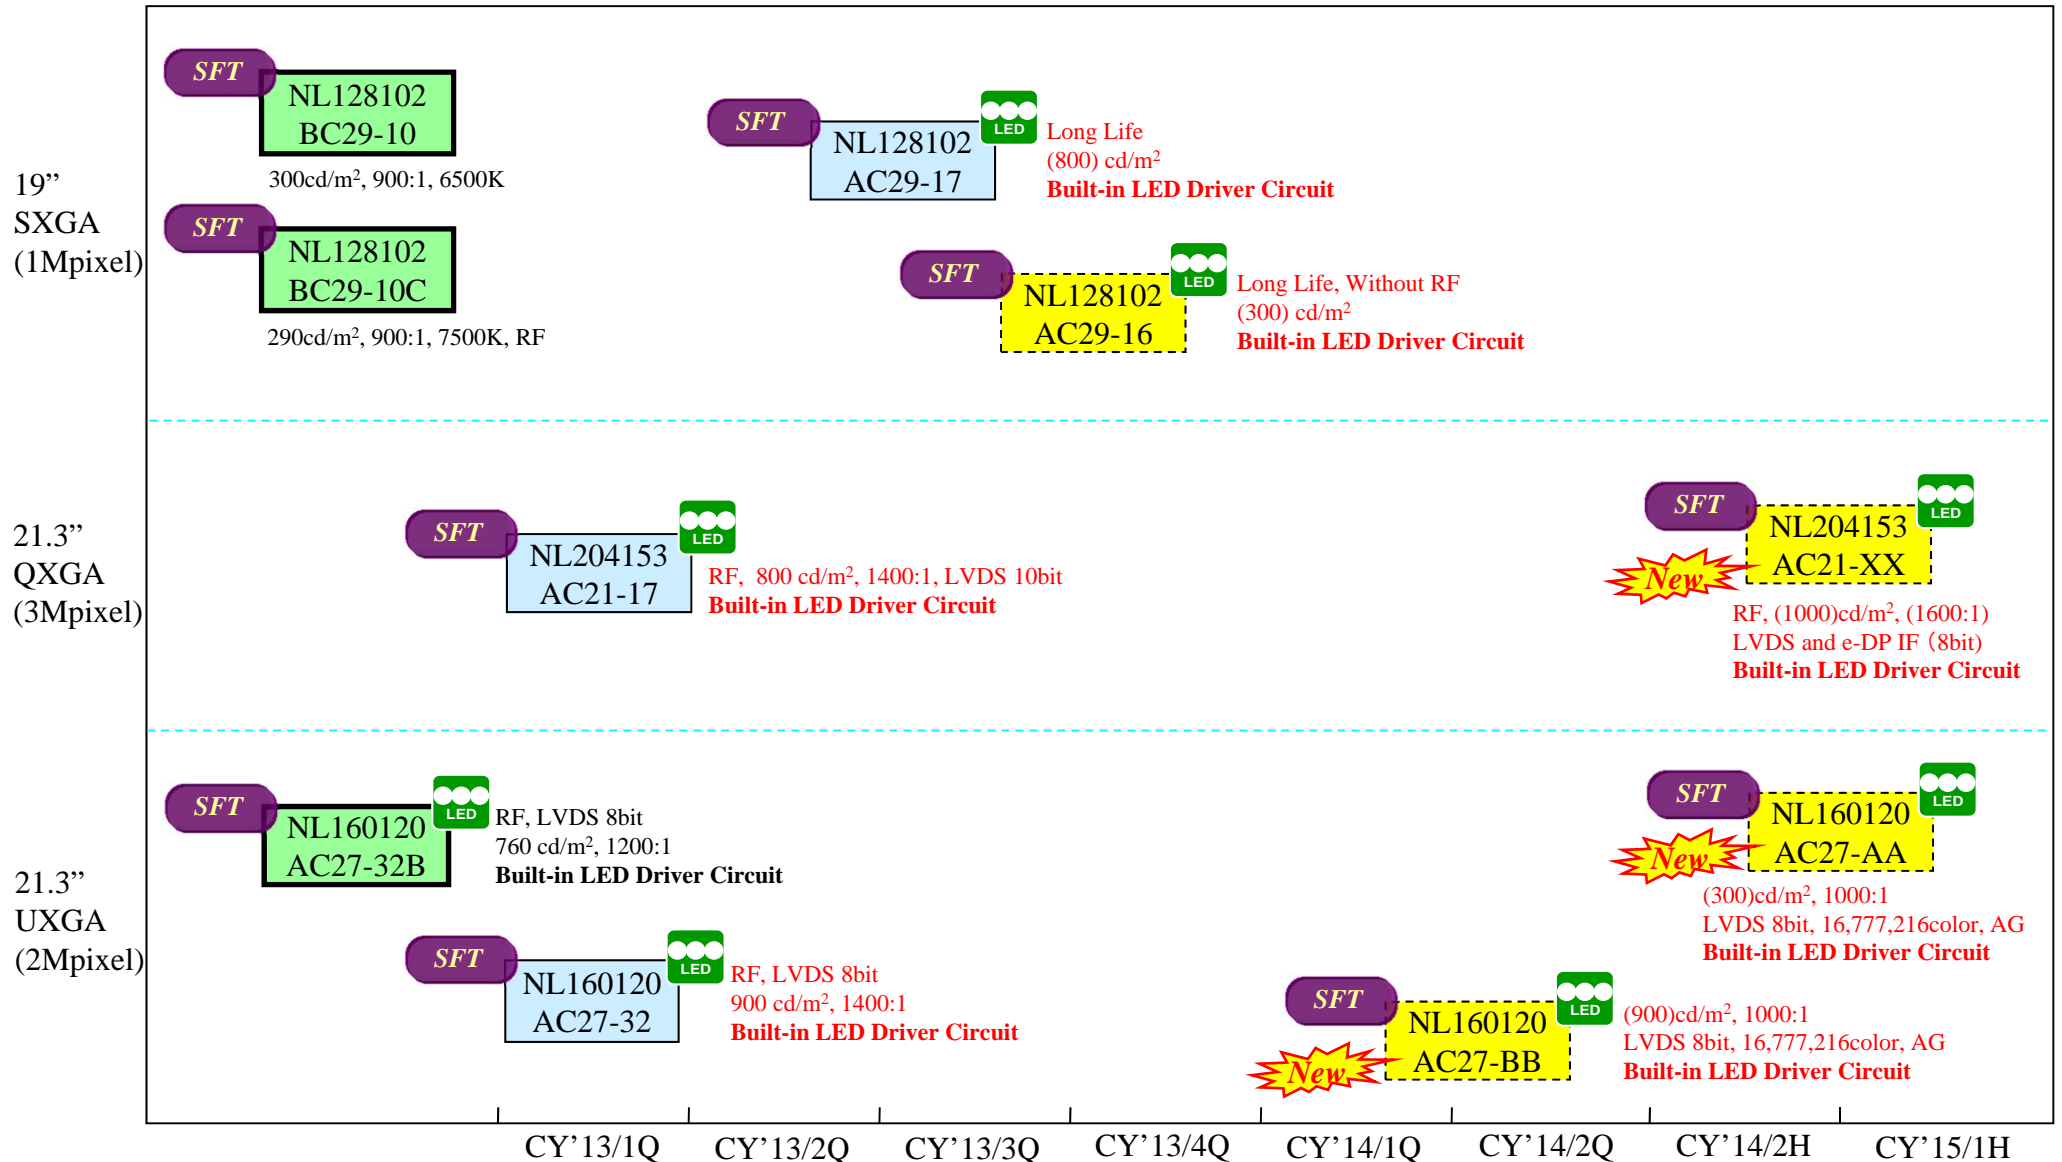 19”
SXGA
(1Mpixel)
SFT
NL128102
BC29-10
300cd/m², 900:1, 6500K
SFT
NL128102
BC29-10C
290cd/m², 900:1, 7500K, RF
SFT
NL128102
AC29-17
LED
Long Life
(800) cd/m²
Built-in LED Driver Circuit
SFT
NL128102
AC29-16
LED
Long Life, Without RF
(300) cd/m²
Built-in LED Driver Circuit
21.3”
QXGA
(3Mpixel)
SFT
NL204153
AC21-17
LED
RF, 800 cd/m², 1400:1, LVDS 10bit
Built-in LED Driver Circuit
SFT
NL204153
AC21-XX
LED
New
RF, (1000)cd/m², (1600:1)
LVDS and e-DP IF (8bit)
Built-in LED Driver Circuit
21.3”
UXGA
(2Mpixel)
SFT
NL160120
AC27-32B
LED
RF, LVDS 8bit
760 cd/m², 1200:1
Built-in LED Driver Circuit
SFT
NL160120
AC27-32
LED
RF, LVDS 8bit
900 cd/m², 1400:1
Built-in LED Driver Circuit
SFT
NL160120
AC27-AA
LED
New
(300)cd/m², 1000:1
LVDS 8bit, 16,777,216color, AG
Built-in LED Driver Circuit
SFT
NL160120
AC27-BB
LED
New
(900)cd/m², 1000:1
LVDS 8bit, 16,777,216color, AG
Built-in LED Driver Circuit
CY’13/1Q CY’13/2Q CY’13/3Q CY’13/4Q CY’14/1Q CY’14/2Q CY’14/2H CY’15/1H